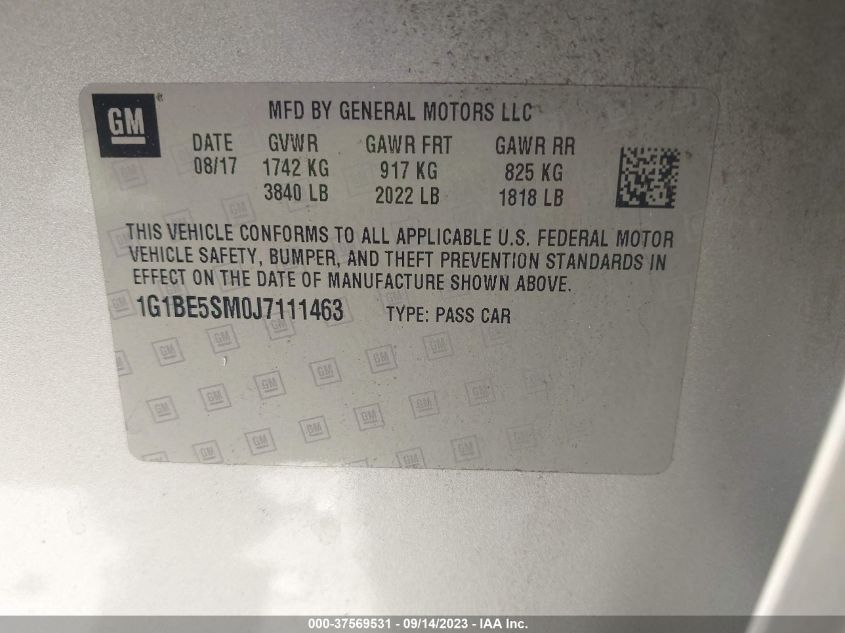 GM
MFD BY GENERAL MOTORS LLC
DATE GVWR GAWR FRT GAWR RR
08/17 1742 KG 917 KG 825 KG
3840 LB 2022 LB 1818 LB
THIS VEHICLE CONFORMS TO ALL APPLICABLE U.S. FEDERAL MOTOR
VEHICLE SAFETY, BUMPER, AND THEFT PREVENTION STANDARDS IN
EFFECT ON THE DATE OF MANUFACTURE SHOWN ABOVE.
1G1BE5SM0J7111463 TYPE: PASS CAR
000-37569531 - 09/14/2023 - IAA Inc.